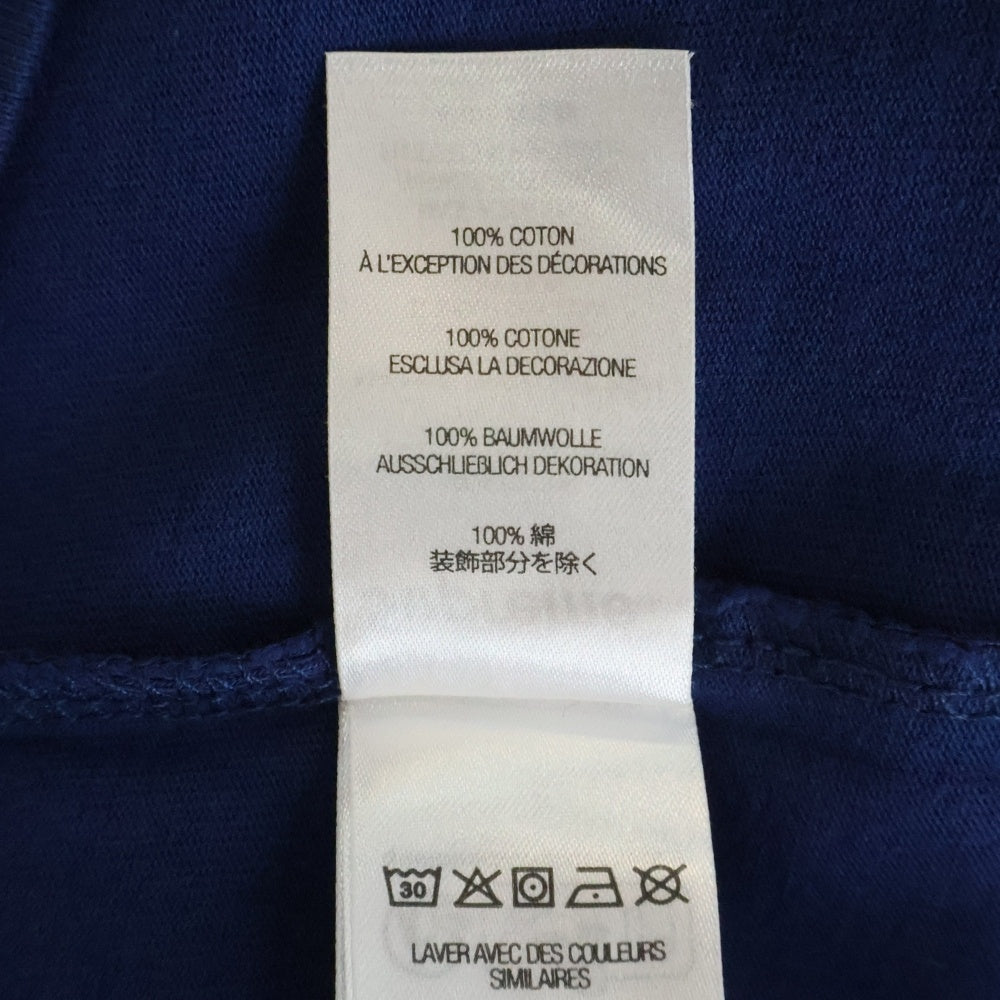 100% COTON
À L'EXCEPTION DES DÉCORATIONS
100% COTONE
ESCLUSA LA DECORAZIONE
100% BAUMWOLLE
AUSSCHLIEßLICH DEKORATION
100% 綿
装飾部分を除く
30
LAVER AVEC DES COULEURS
SIMILAIRES